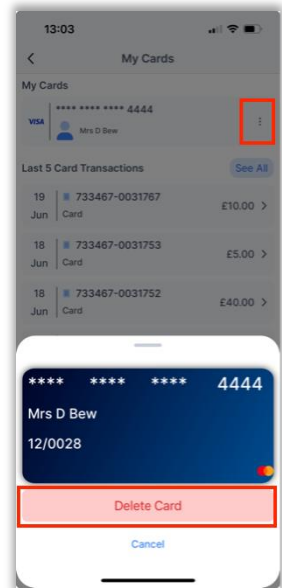 13:03
My Cards
My Cards
VISA
**** **** **** 4444
Mrs D Bew
Last 5 Card Transactions
See All
19 Jun
733467-0031767
Card
£10.00
18 Jun
733467-0031753
Card
£5.00
18 Jun
733467-0031752
Card
£40.00
**** **** **** 4444
Mrs D Bew
12/0028
Delete Card
Cancel